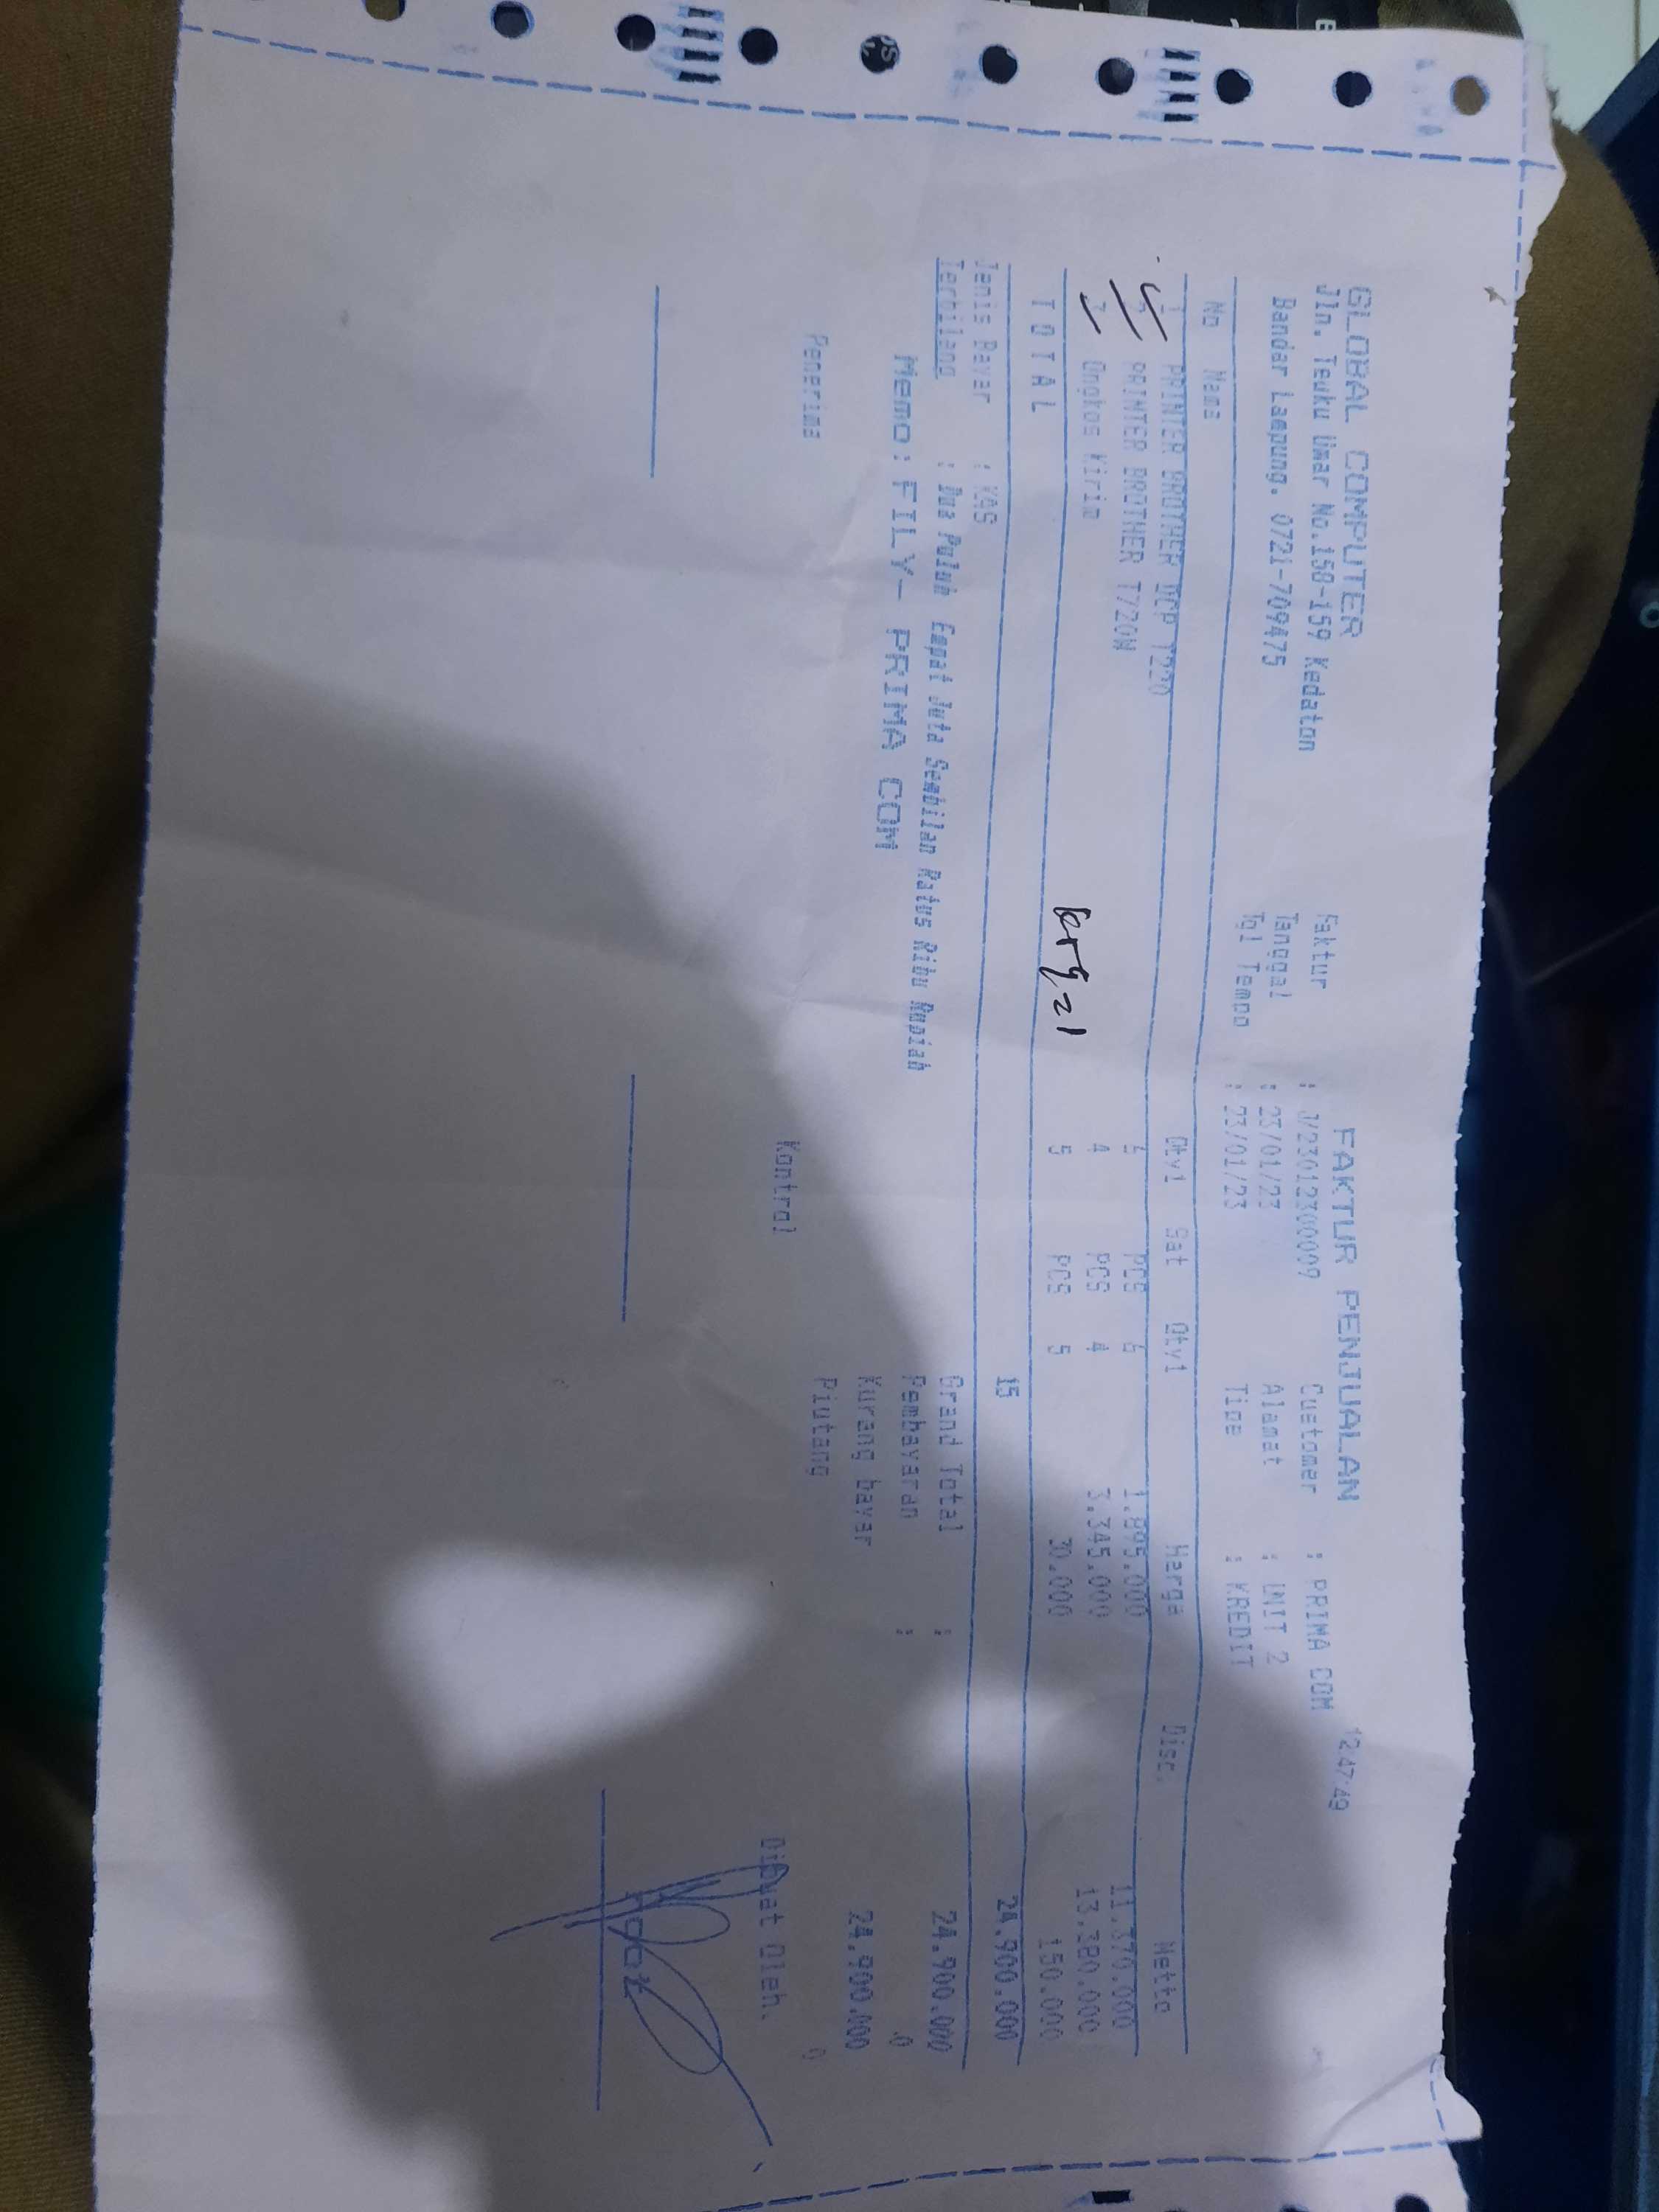 GLOBAL COMPUTER FAKTUR PENJUALAN 12:47:49
Jln. Teuku Umar No.158-159 Kedaton Faktur : J/23012300009 Customer : PRIMA COM
Bandar Lampung. 0721-709475 Tanggal : 23/01/23 Alamat : UNIT 2
Tgl Tempo : 23/01/23 Tipe : KREDIT
No Nama Qty1 Sat Qty1 Harga Disc. Netto
1 PRINTER BROTHER DCP T220 6 PCS 6 1.895.000 11.370.000
PRINTER BROTHER T720W 4 PCS 4 3.345.000 13.380.000
3 Ongkos Kirim 5 PCS 5 30.000 150.000
T O T A L 15 24.900.000
Jenis Bayar : KAS Grand Total : 24.900.000
Terbilang : Dua Puluh Empat Juta Sembilan Ratus Ribu Rupiah Pembayaran : 0
Memo : FILY- PRIMA COM Kurang bayar 24.900.000
Piutang 0
Penerima Kontrol Dibuat Oleh,